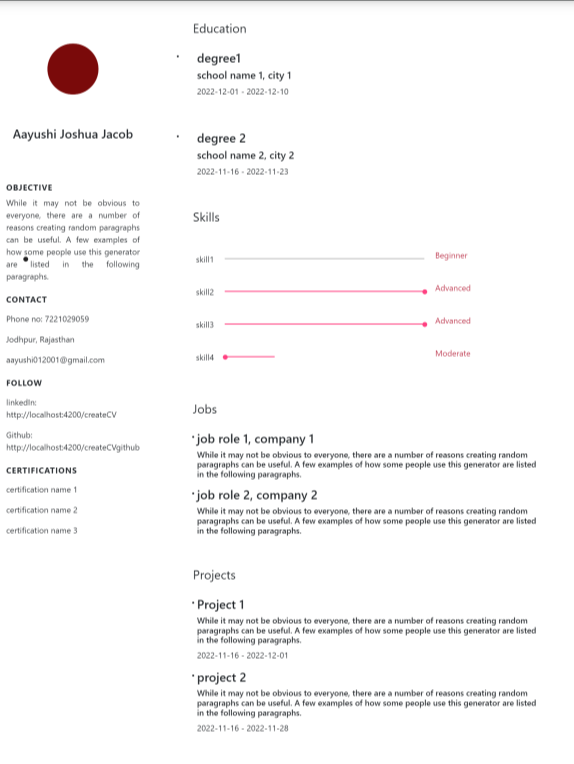 Aayushi Joshua Jacob
OBJECTIVE
While it may not be obvious to
everyone, there are a number of
reasons creating random paragraphs
can be useful. A few examples of
how some people use this generator
are listed in the following
paragraphs.
CONTACT
Phone no: 7221029059
Jodhpur, Rajasthan
aayushi012001@gmail.com
FOLLOW
linkedIn:
http://localhost:4200/createCV
Github:
http://localhost:4200/createCVgithub
CERTIFICATIONS
certification name 1
certification name 2
certification name 3
Education
degree1
school name 1, city 1
2022-12-01 - 2022-12-10
degree 2
school name 2, city 2
2022-11-16 - 2022-11-23
Skills
skill1 Beginner
skill2 Advanced
skill3 Advanced
skill4 Moderate
Jobs
job role 1, company 1
While it may not be obvious to everyone, there are a number of reasons creating random
paragraphs can be useful. A few examples of how some people use this generator are listed
in the following paragraphs.
job role 2, company 2
While it may not be obvious to everyone, there are a number of reasons creating random
paragraphs can be useful. A few examples of how some people use this generator are listed
in the following paragraphs.
Projects
Project 1
While it may not be obvious to everyone, there are a number of reasons creating random
paragraphs can be useful. A few examples of how some people use this generator are listed
in the following paragraphs.
2022-11-16 - 2022-12-01
project 2
While it may not be obvious to everyone, there are a number of reasons creating random
paragraphs can be useful. A few examples of how some people use this generator are listed
in the following paragraphs.
2022-11-16 - 2022-11-28